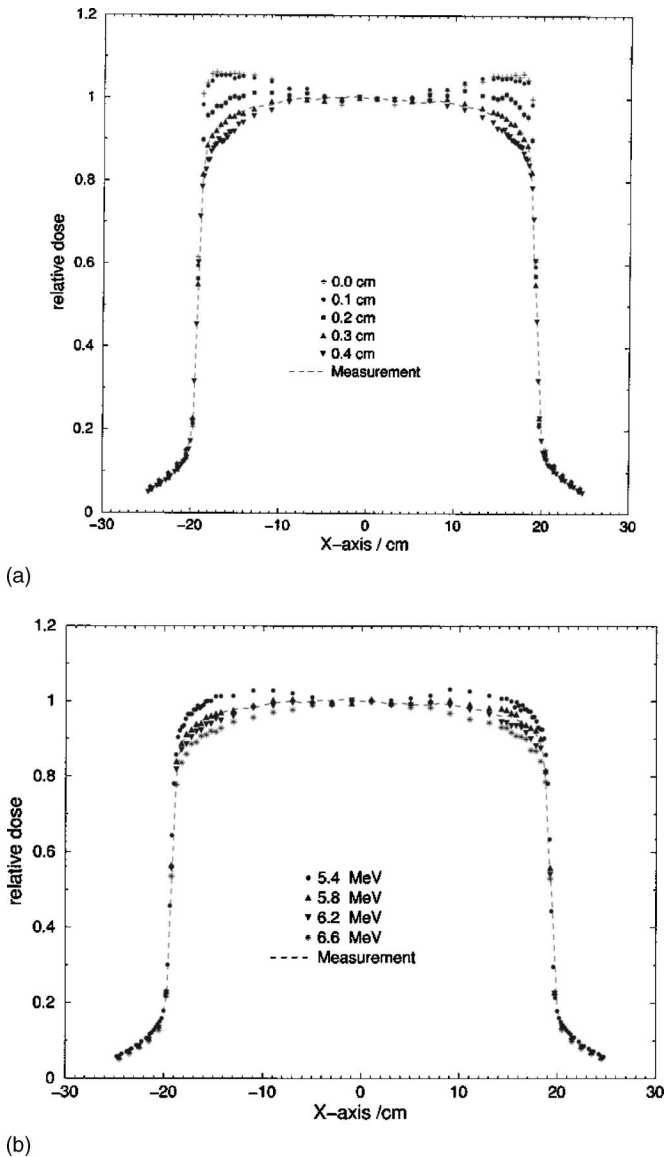 1.2
1
0.8
0.6
0.4
0.2
0
relative dose
0.0 cm
0.1 cm
0.2 cm
0.3 cm
0.4 cm
Measurement
−30 −20 −10 0 10 20 30
X−axis / cm
(a)
1.2
1
0.8
0.6
0.4
0.2
0
relative dose
5.4 MeV
5.8 MeV
6.2 MeV
6.6 MeV
Measurement
−30 −20 −10 0 10 20 30
X−axis /cm
(b)